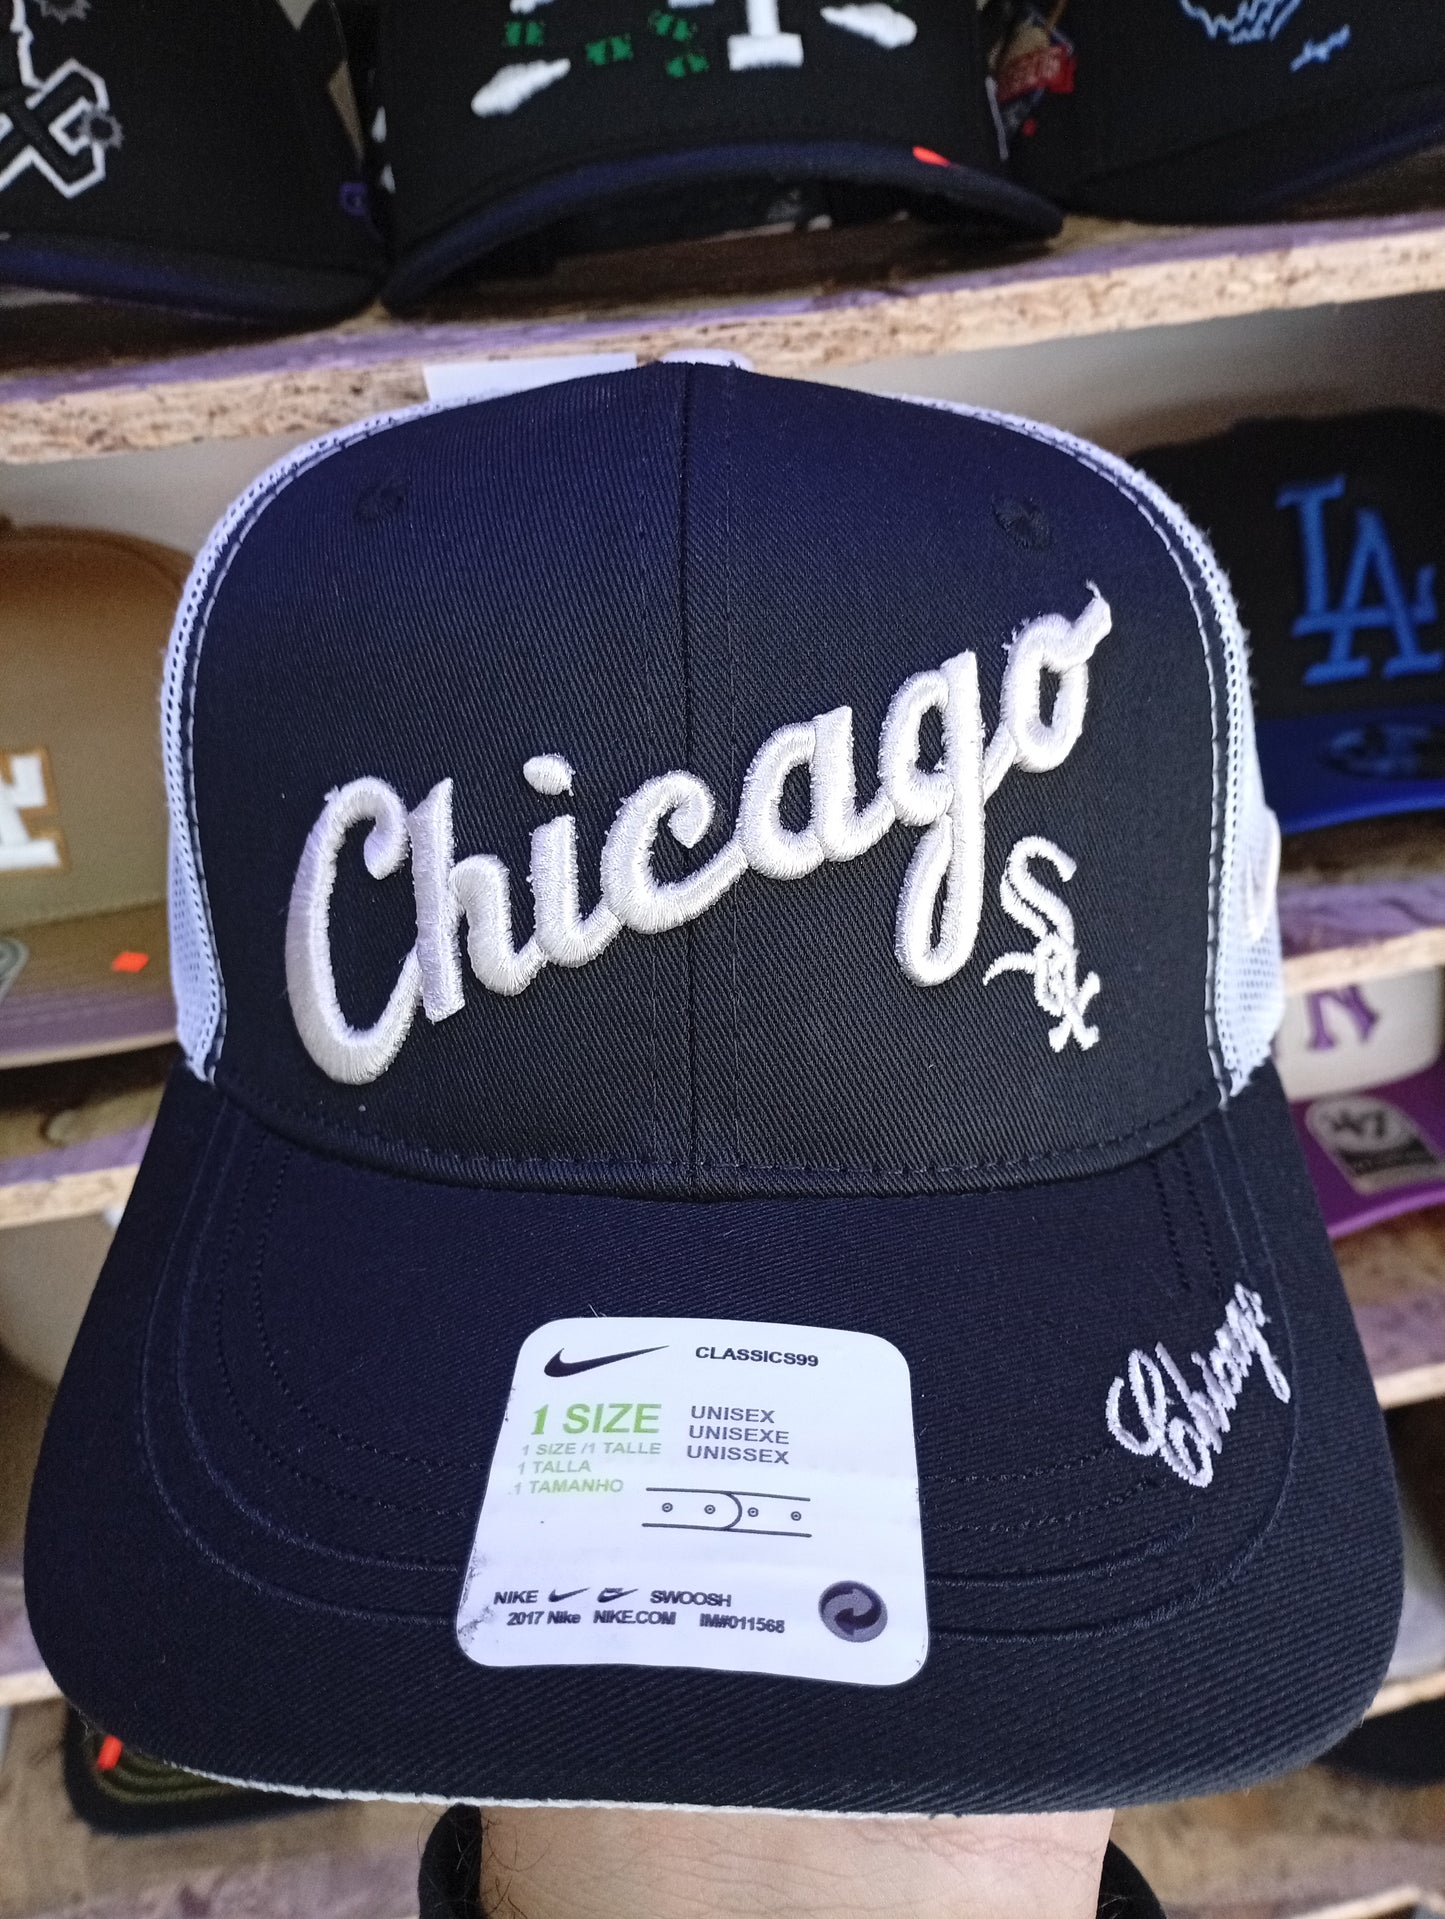 LA
Chicago
Sox
N
47
Chicago
CLASSICS99
1 SIZE
UNISEX
1 SIZE /1 TALLE
UNISEXE
1 TALLA
UNISSEX
1 TAMANHO
NIKE SWOOSH
2017 Nike NIKE.COM IM#011568